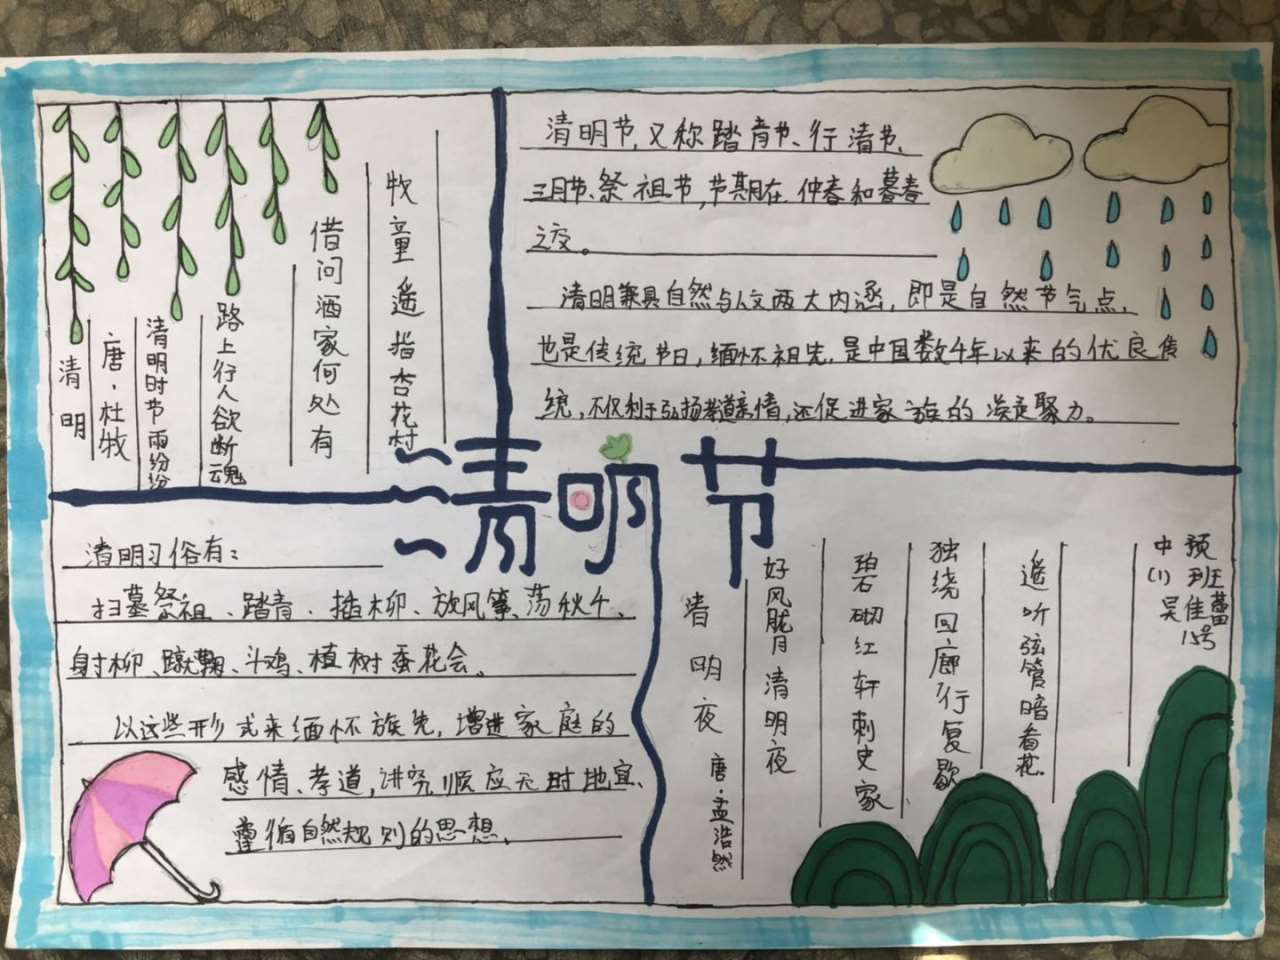 清明
唐·杜牧
清明时节雨纷纷
路上行人欲断魂
借问酒家何处有
牧童遥指杏花村
清明节,又称踏青节、行清节、
三月节、祭祖节,节期在仲春和暮春
之交。
清明兼具自然与人文两大内涵,即是自然节气点,
也是传统节日,缅怀祖先,是中国数千年以来的优良传
统,不仅利于弘扬孝道亲情,还促进家族的凝聚力。
清明节
清明习俗有:
扫墓祭祖、踏青、插柳、放风筝、荡秋千、
射柳、蹴鞠、斗鸡、植树蚕花会。
以这些形式来缅怀族先,增进家庭的
感情、孝道,讲究顺应天时地宜、
遵循自然规则的思想。
清明夜
唐·孟浩然
好风胧月清明夜
碧砌红轩刺史家
独绕回廊行复歇
遥听弦管暗看花.
预班
中(1)
吴佳蕾
15号